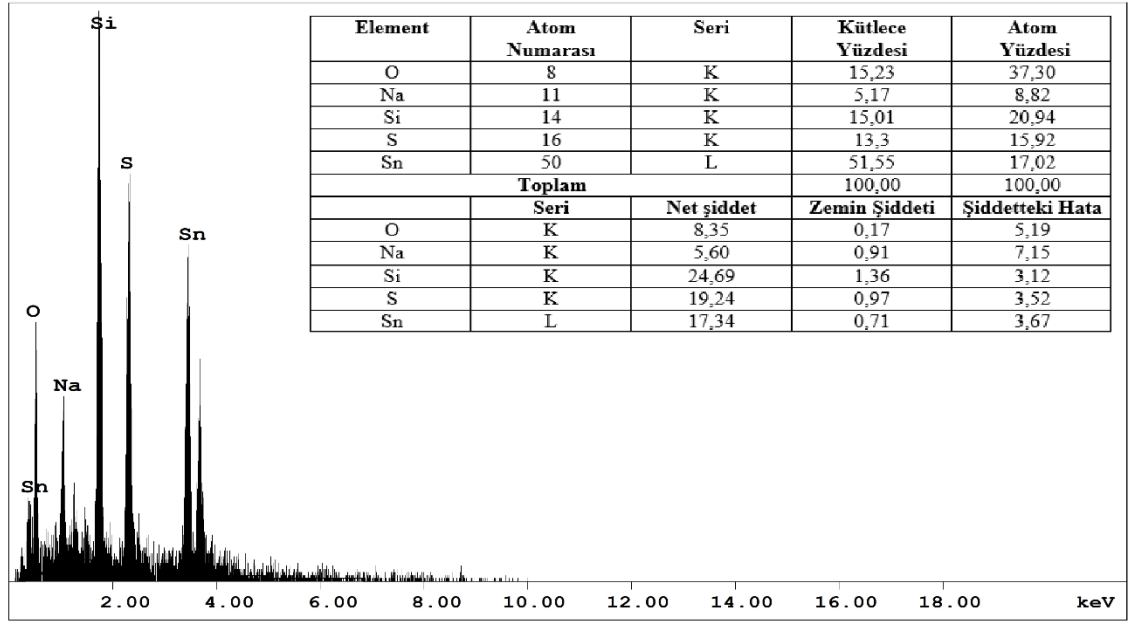 Si
S
Sn
O
Na
Sn
Element Atom Numarası Seri Kütlece Yüzdesi Atom Yüzdesi
O 8 K 15,23 37,30
Na 11 K 5,17 8,82
Si 14 K 15,01 20,94
S 16 K 13,3 15,92
Sn 50 L 51,55 17,02
Toplam 100,00 100,00
Seri Net şiddet Zemin Şiddeti Şiddetteki Hata
O K 8,35 0,17 5,19
Na K 5,60 0,91 7,15
Si K 24,69 1,36 3,12
S K 19,24 0,97 3,52
Sn L 17,34 0,71 3,67
2.00 4.00 6.00 8.00 10.00 12.00 14.00 16.00 18.00 keV